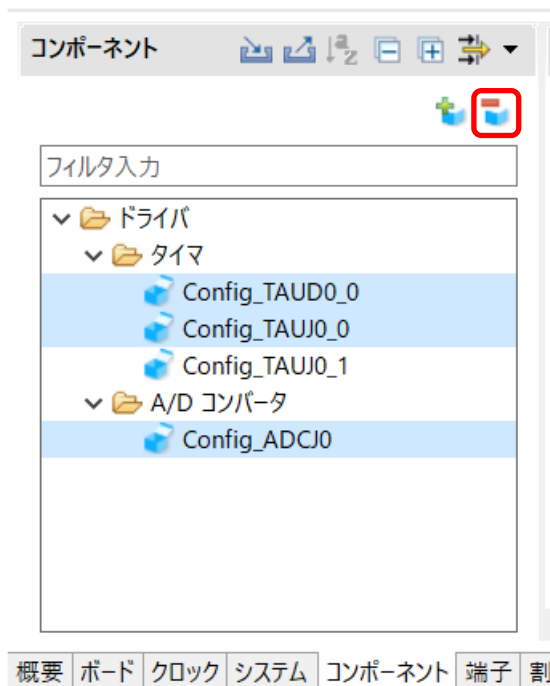 コンポーネント
フィルタ入力
ドライバ
タイマ
Config_TAUD0_0
Config_TAUJ0_0
Config_TAUJ0_1
A/D コンバータ
Config_ADCJ0
概要 ボード クロック システム コンポーネント 端子 割